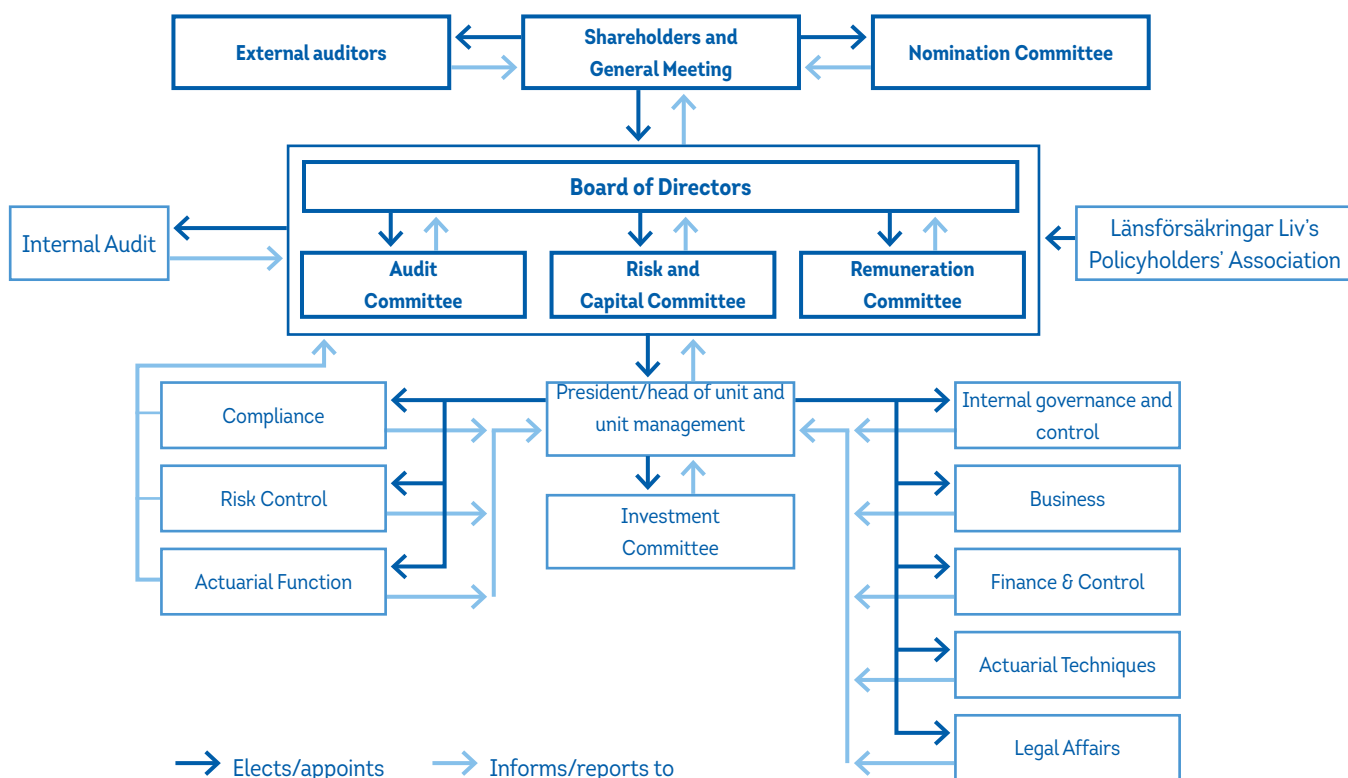 External auditors
Shareholders and
General Meeting
Nomination Committee
Board of Directors
Internal Audit
Audit
Committee
Risk and
Capital Committee
Remuneration
Committee
Länsförsäkringar Liv's
Policyholders' Association
Compliance
President/head of unit and
unit management
Internal governance and
control
Risk Control
Investment
Committee
Business
Actuarial Function
Finance & Control
Actuarial Techniques
Legal Affairs
Elects/appoints
Informs/reports to